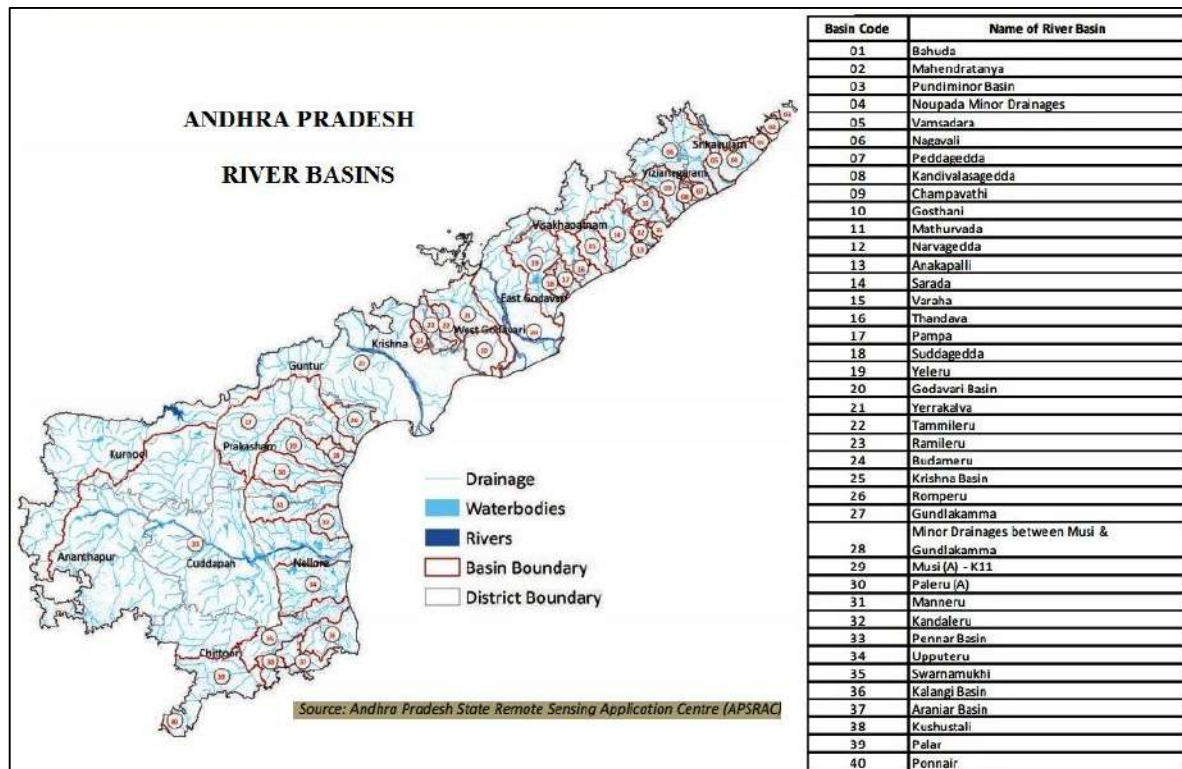 ANDHRA PRADESH
RIVER BASINS
Srikakulam
Vizianagaram
Visakhapatnam
East Godavari
West Godavari
Krishna
Guntur
Prakasham
Kurnool
Ananthapur
Cuddapah
Nellore
Chittoor
Drainage
Waterbodies
Rivers
Basin Boundary
District Boundary
Source: Andhra Pradesh State Remote Sensing Application Centre (APSRAC)
Basin Code Name of River Basin
01 Bahuda
02 Mahendratanya
03 Pundiminor Basin
04 Noupada Minor Drainages
05 Vamsadara
06 Nagavali
07 Peddagedda
08 Kandivalasagedda
09 Champavathi
10 Gosthani
11 Mathurvada
12 Narvagedda
13 Anakapalli
14 Sarada
15 Varaha
16 Thandava
17 Pampa
18 Suddagedda
19 Yeleru
20 Godavari Basin
21 Yerrakalva
22 Tammileru
23 Ramileru
24 Budameru
25 Krishna Basin
26 Romperu
27 Gundlakamma
Minor Drainages between Musi &
28 Gundlakamma
29 Musi (A) - K11
30 Paleru (A)
31 Manneru
32 Kandaleru
33 Pennar Basin
34 Upputeru
35 Swarnamukhi
36 Kalangi Basin
37 Araniar Basin
38 Kushustali
39 Palar
40 Ponnair